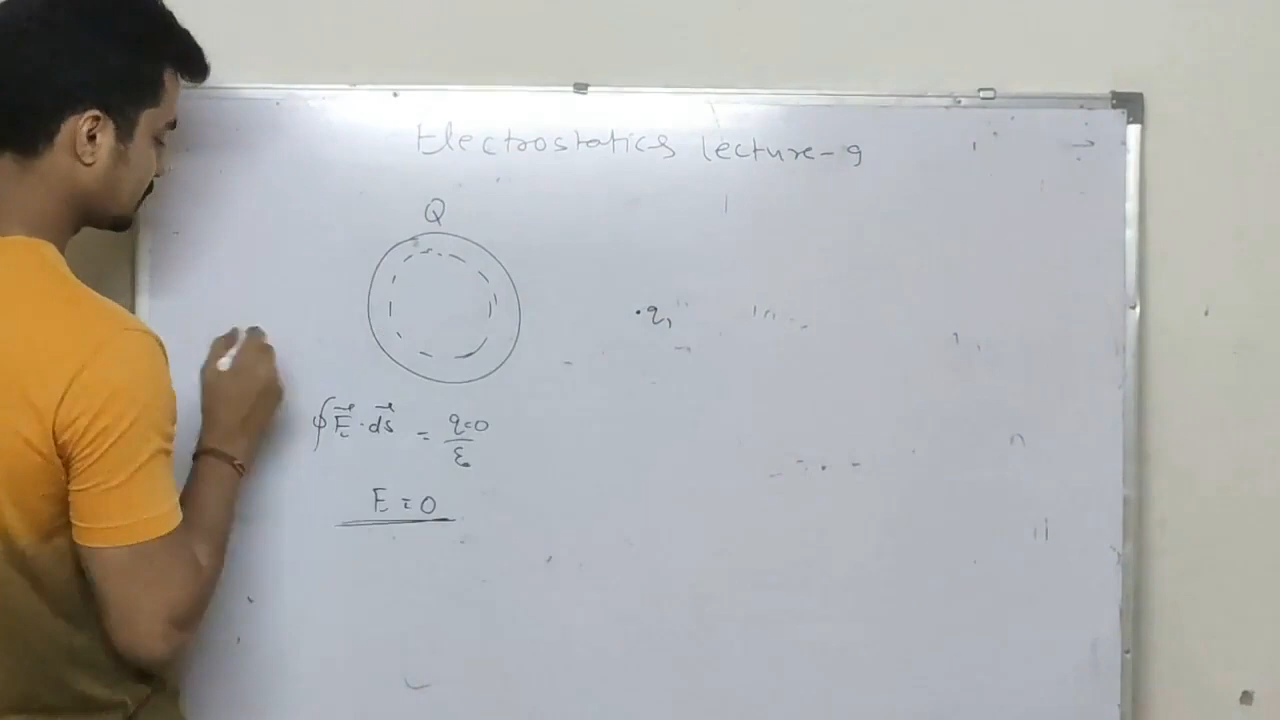 Electrostatics lecture-9
Q
.q₁
∮E⃗·ds⃗ = q=0/ε₀
E=0